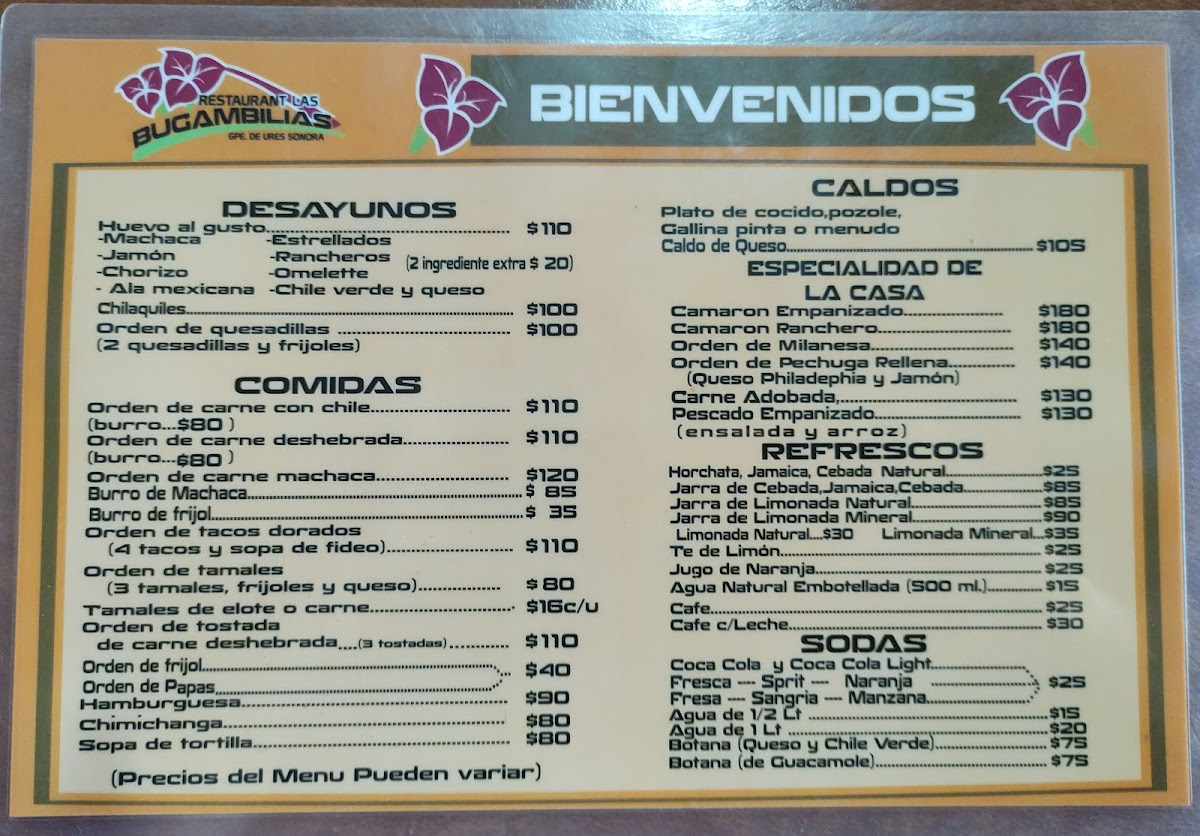 RESTAURANT LAS
BUGAMBILIAS
GPE. DE URES SONORA
BIENVENIDOS
DESAYUNOS
Huevo al gusto.......... $110
-Machaca -Estrellados
-Jamón -Rancheros (2 ingrediente extra $ 20)
-Chorizo -Omelette
- Ala mexicana -Chile verde y queso
Chilaquiles.......... $100
Orden de quesadillas .......... $100
(2 quesadillas y frijoles)
COMIDAS
Orden de carne con chile.......... $110
(burro...$80 )
Orden de carne deshebrada.......... $110
(burro...$80 )
Orden de carne machaca.......... $120
Burro de Machaca.......... $ 85
Burro de frijol.......... $ 35
Orden de tacos dorados
(4 tacos y sopa de fideo).......... $110
Orden de tamales
(3 tamales, frijoles y queso).......... $80
Tamales de elote o carne.......... $16c/u
Orden de tostada
de carne deshebrada....(3 tostadas).......... $110
Orden de frijol.......... $40
Orden de Papas..........
Hamburguesa.......... $90
Chimichanga.......... $80
Sopa de tortilla.......... $80
(Precios del Menu Pueden variar)
CALDOS
Plato de cocido,pozole,
Gallina pinta o menudo
Caldo de Queso.......... $105
ESPECIALIDAD DE
LA CASA
Camaron Empanizado.......... $180
Camaron Ranchero.......... $180
Orden de Milanesa.......... $140
Orden de Pechuga Rellena.......... $140
(Queso Philadephia y Jamón)
Carne Adobada,.......... $130
Pescado Empanizado.......... $130
(ensalada y arroz)
REFRESCOS
Horchata, Jamaica, Cebada Natural.......... $25
Jarra de Cebada,Jamaica,Cebada.......... $85
Jarra de Limonada Natural.......... $85
Jarra de Limonada Mineral.......... $90
Limonada Natural....$30 Limonada Mineral...$35
Te de Limón.......... $25
Jugo de Naranja.......... $25
Agua Natural Embotellada (500 ml.).......... $15
Cafe.......... $25
Cafe c/Leche.......... $30
SODAS
Coca Cola y Coca Cola Light..........
Fresca ---- Sprit ---- Naranja .......... $25
Fresa ---- Sangria ---- Manzana..........
Agua de 1/2 Lt .......... $15
Agua de 1 Lt .......... $20
Botana (Queso y Chile Verde).......... $75
Botana (de Guacamole).......... $75